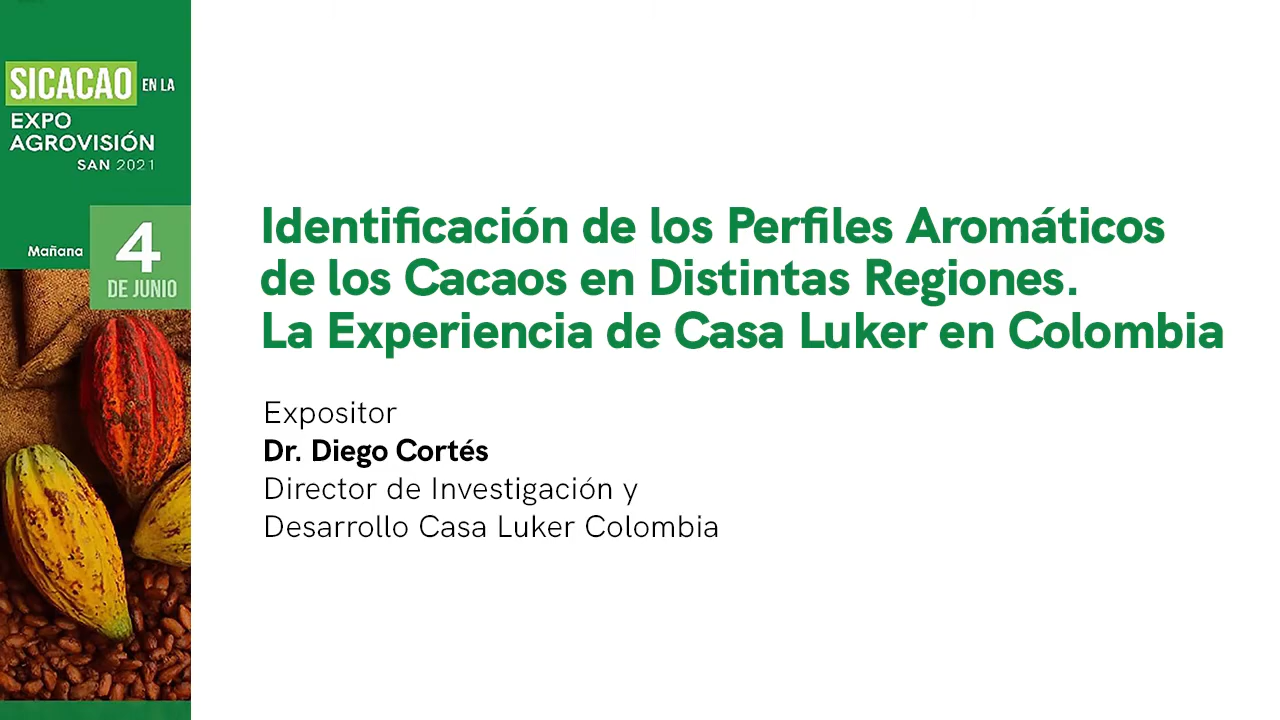 SICACAO EN LA
EXPO
AGROVISIÓN
SAN 2021
Mañana
4
DE JUNIO
Identificación de los Perfiles Aromáticos
de los Cacaos en Distintas Regiones.
La Experiencia de Casa Luker en Colombia
Expositor
Dr. Diego Cortés
Director de Investigación y
Desarrollo Casa Luker Colombia